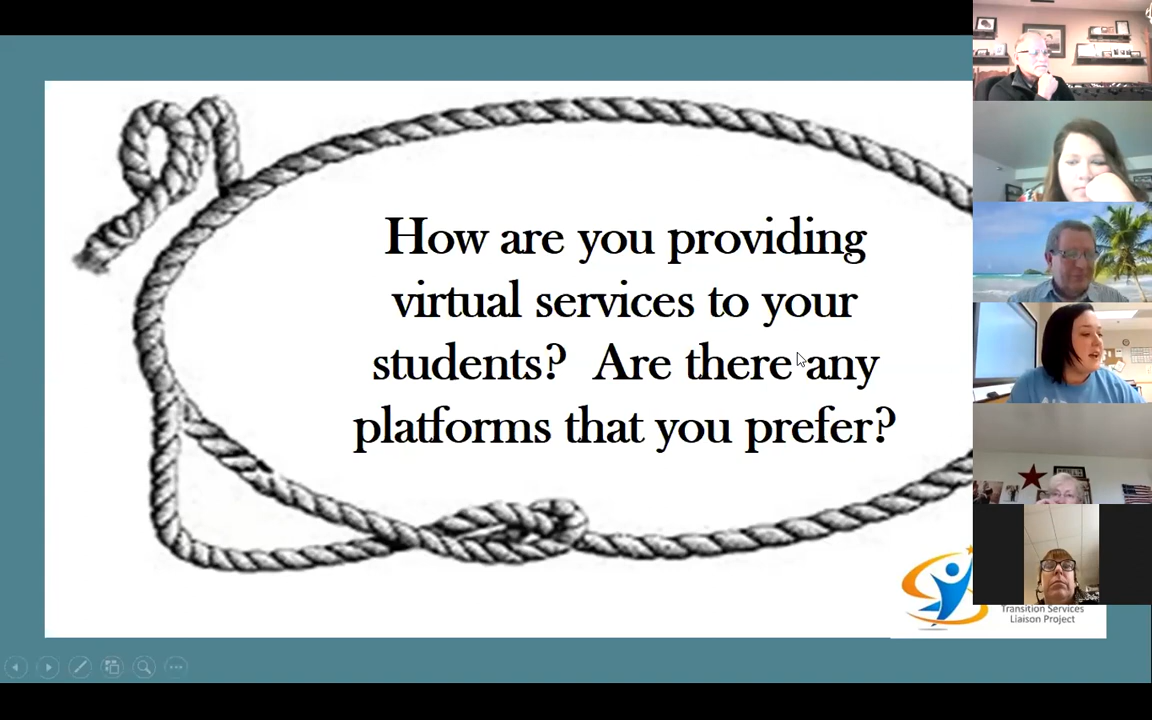 How are you providing
virtual services to your
students? Are there any
platforms that you prefer?
Transition Services
Liaison Project